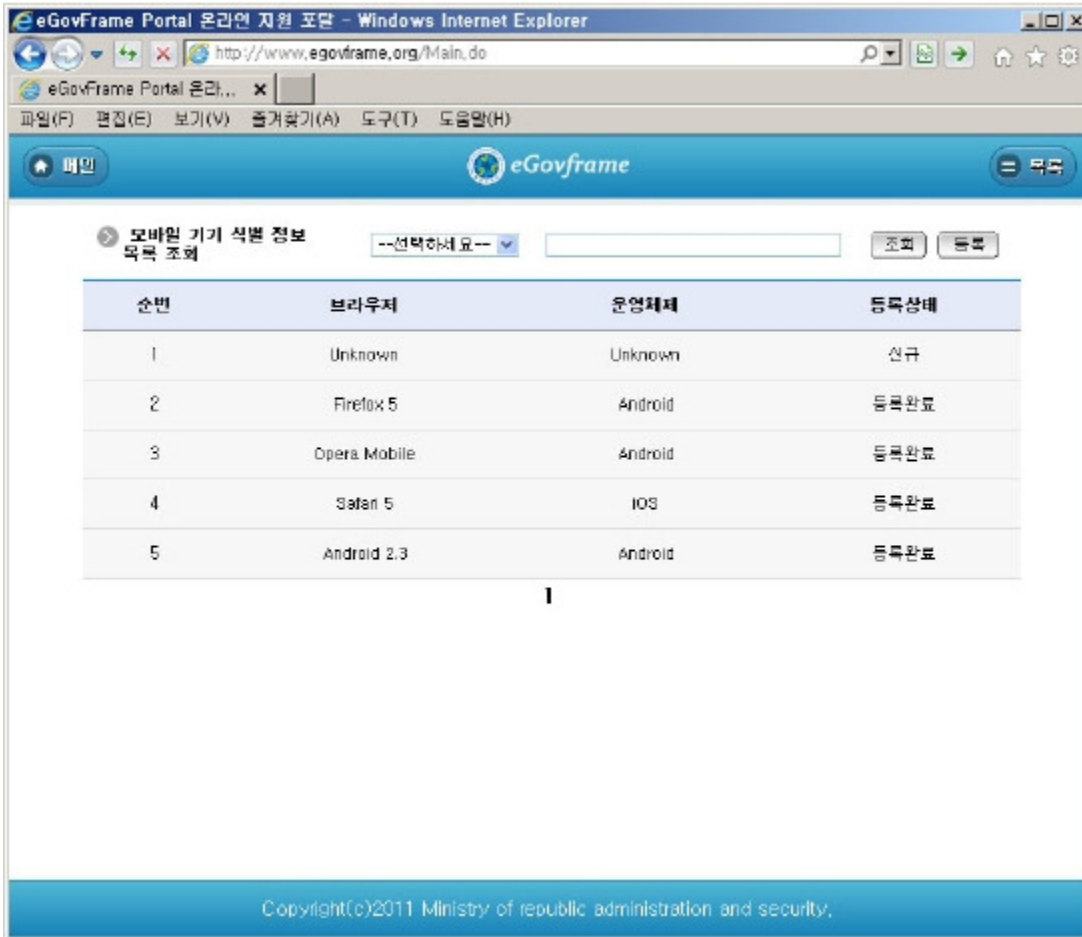 eGovFrame Portal 온라인 지원 포탈 - Windows Internet Explorer
http://www.egovframe.org/Main.do
eGovFrame Portal 온라...
파일(F) 편집(E) 보기(V) 즐겨찾기(A) 도구(T) 도움말(H)
메인 eGovframe 목록
모바일 기기 식별 정보
목록 조회
--선택하세요-- 조회 등록
순번 브라우저 운영체제 등록상태
1 Unknown Unknown 신규
2 Firefox 5 Android 등록완료
3 Opera Mobile Android 등록완료
4 Safari 5 iOS 등록완료
5 Android 2.3 Android 등록완료
1
Copyright(c)2011 Ministry of republic administration and security.